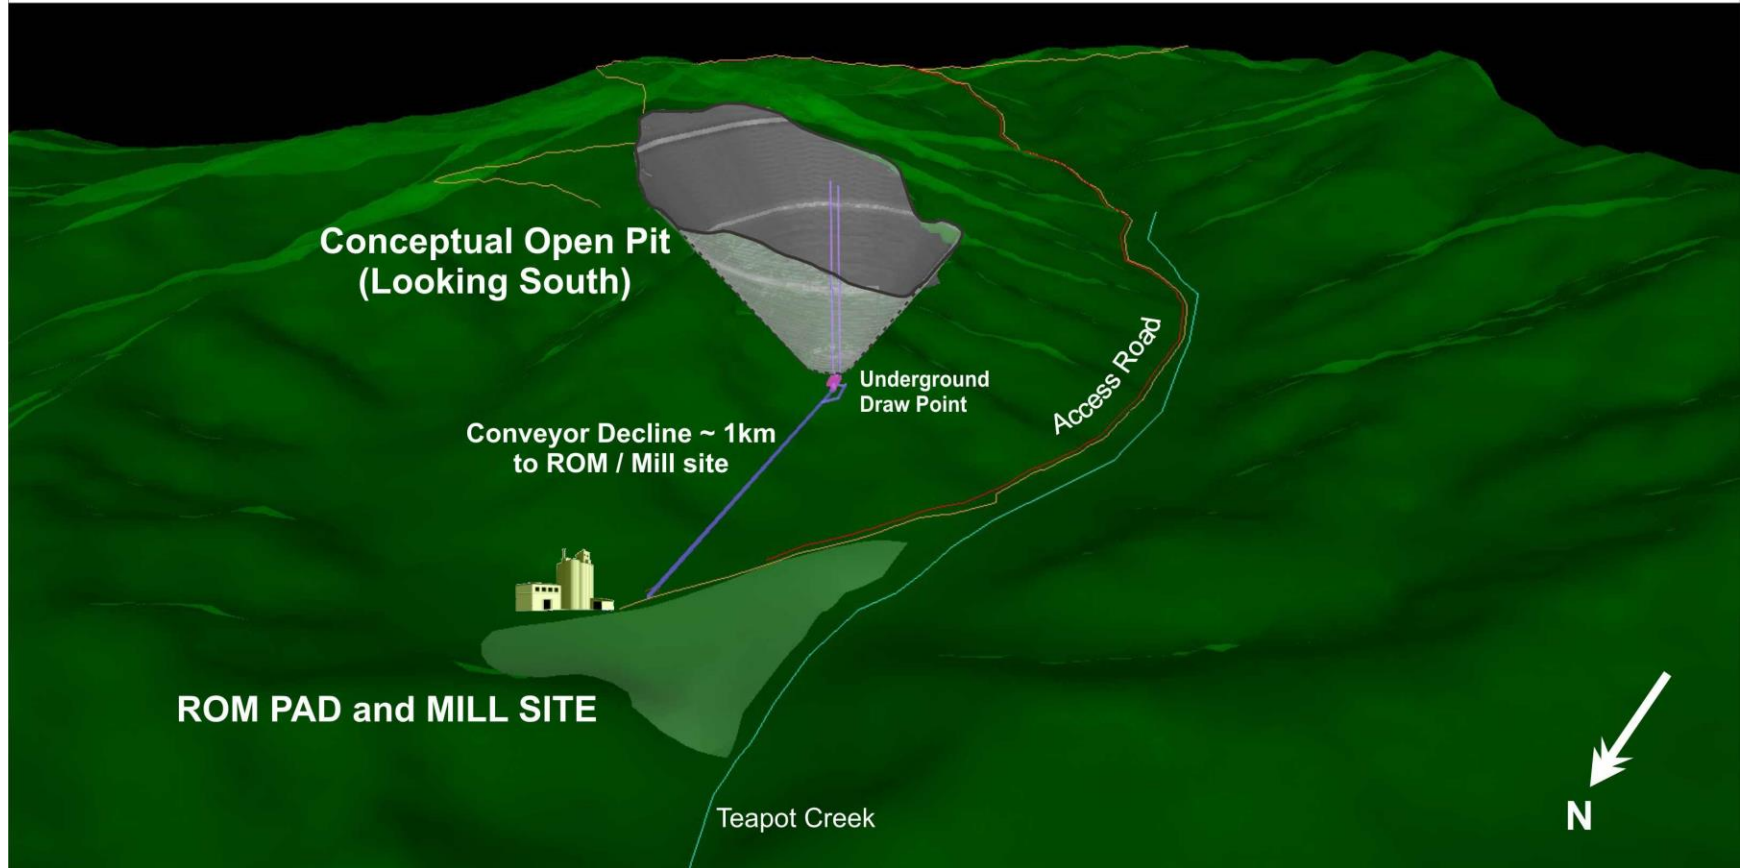 Conceptual Open Pit
(Looking South)
Underground
Draw Point
Access Road
Conveyor Decline ~ 1km
to ROM / Mill site
ROM PAD and MILL SITE
Teapot Creek
N